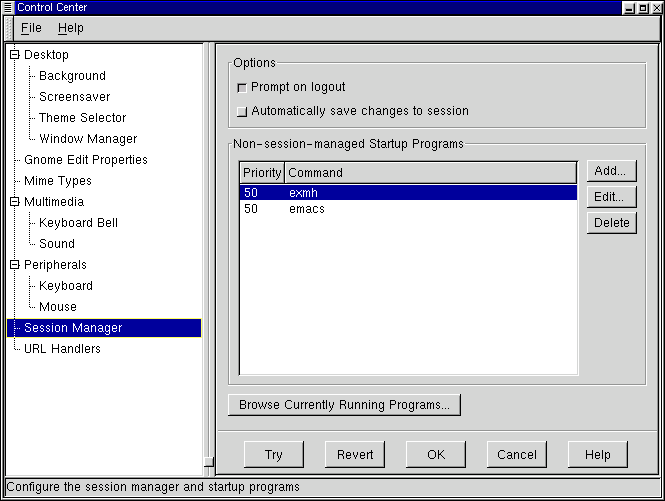 Control Center
File Help
Desktop
Background
Screensaver
Theme Selector
Window Manager
Gnome Edit Properties
Mime Types
Multimedia
Keyboard Bell
Sound
Peripherals
Keyboard
Mouse
Session Manager
URL Handlers
Options
Prompt on logout
Automatically save changes to session
Non-session-managed Startup Programs
Priority Command
50 exmh
50 emacs
Add...
Edit...
Delete
Browse Currently Running Programs...
Try Revert OK Cancel Help
Configure the session manager and startup programs